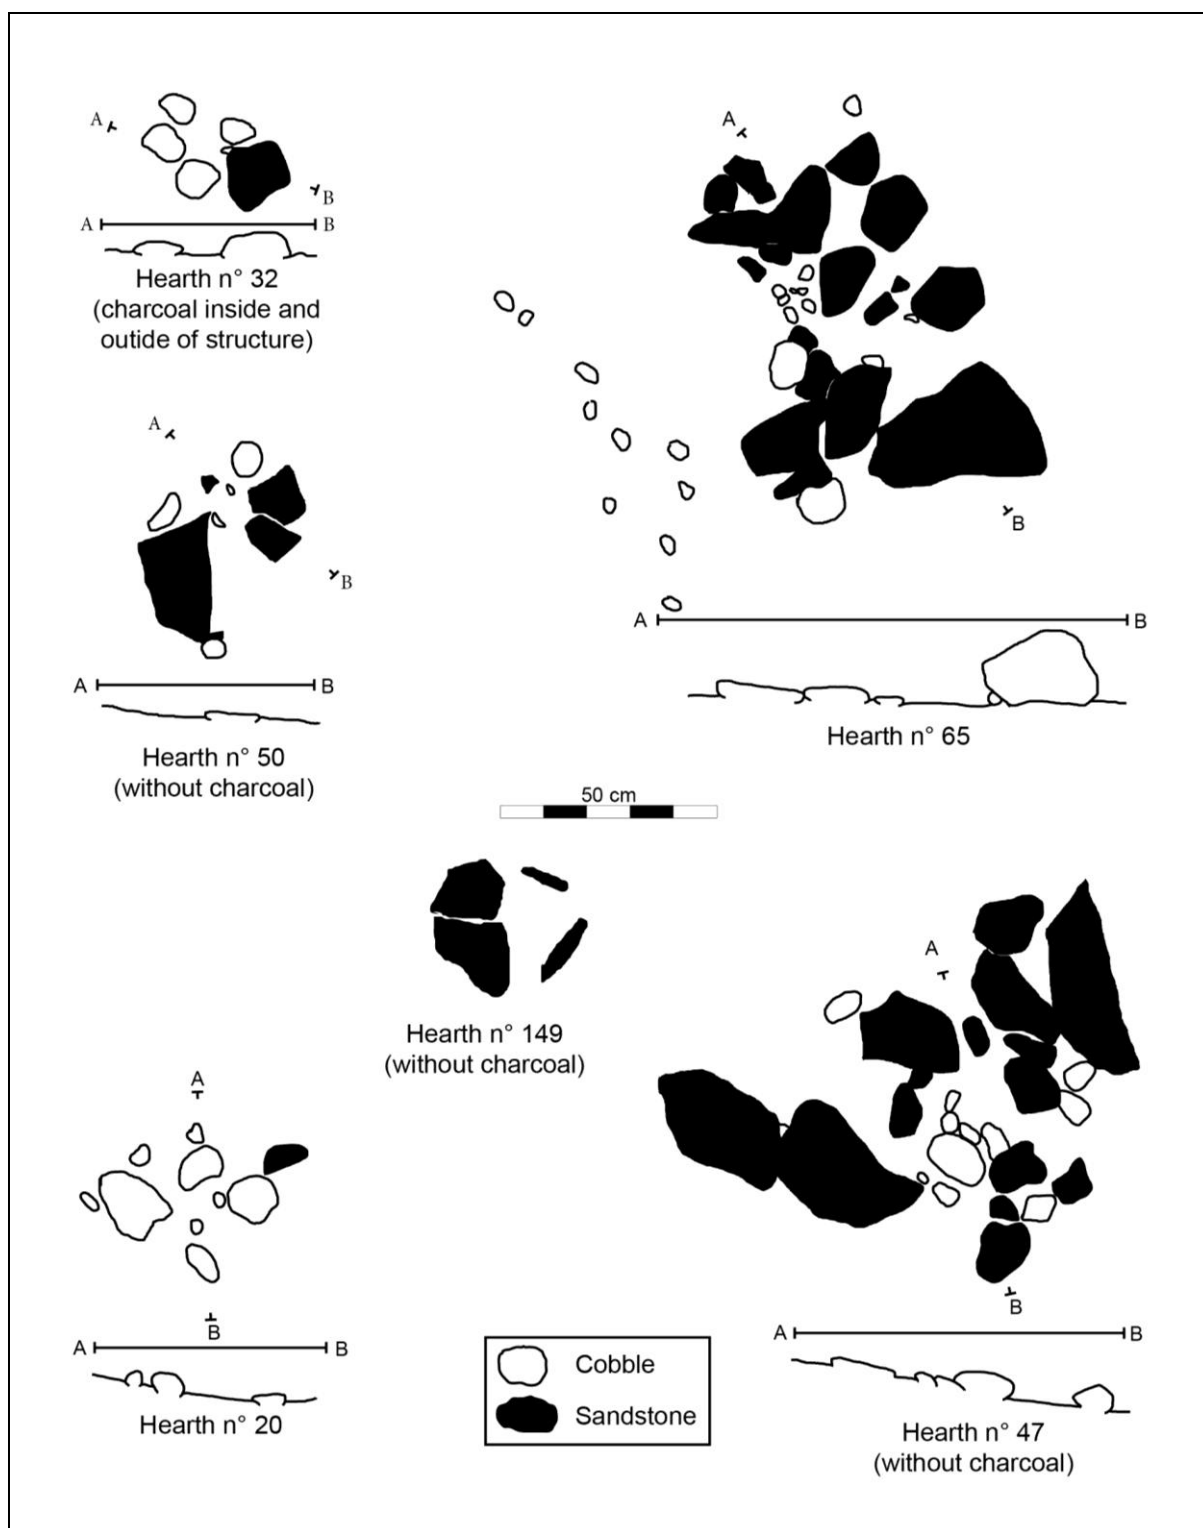 A
B
A B
Hearth n° 32
(charcoal inside and
outide of structure)
A
B
A B
Hearth n° 50
(without charcoal)
A
B
A B
Hearth n° 65
50 cm
Hearth n° 149
(without charcoal)
A
B
A B
Hearth n° 20
Cobble
Sandstone
A
B
A B
Hearth n° 47
(without charcoal)